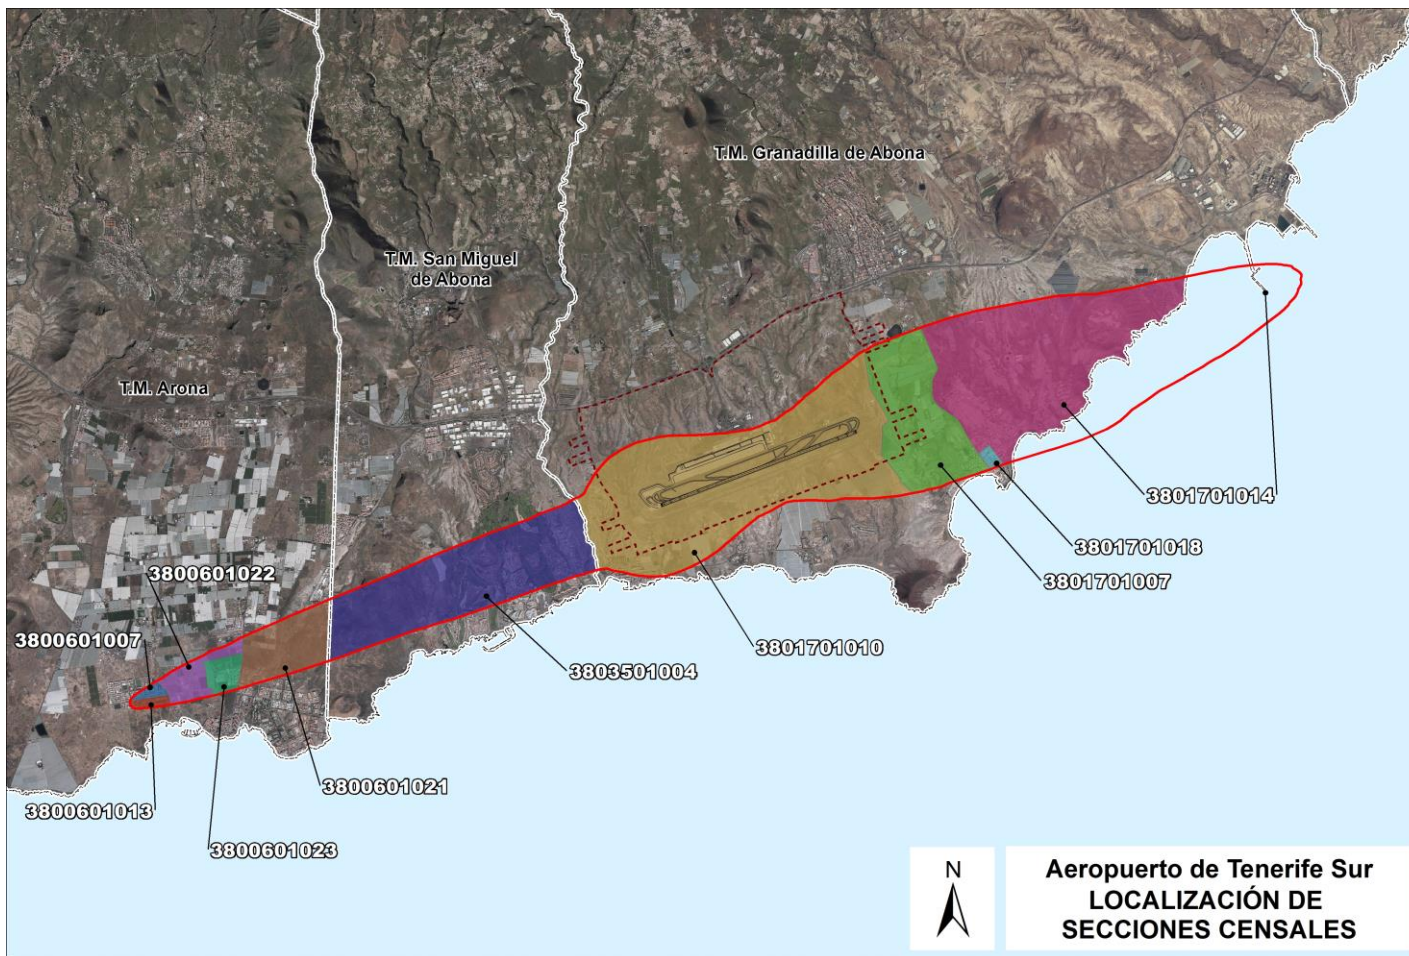 T.M. Granadilla de Abona
T.M. San Miguel
de Abona
T.M. Arona
3801701014
3801701018
3800601022
3801701007
3800601007
3801701010
3803501004
3800601021
3800601013
3800601023
N
Aeropuerto de Tenerife Sur
LOCALIZACIÓN DE
SECCIONES CENSALES